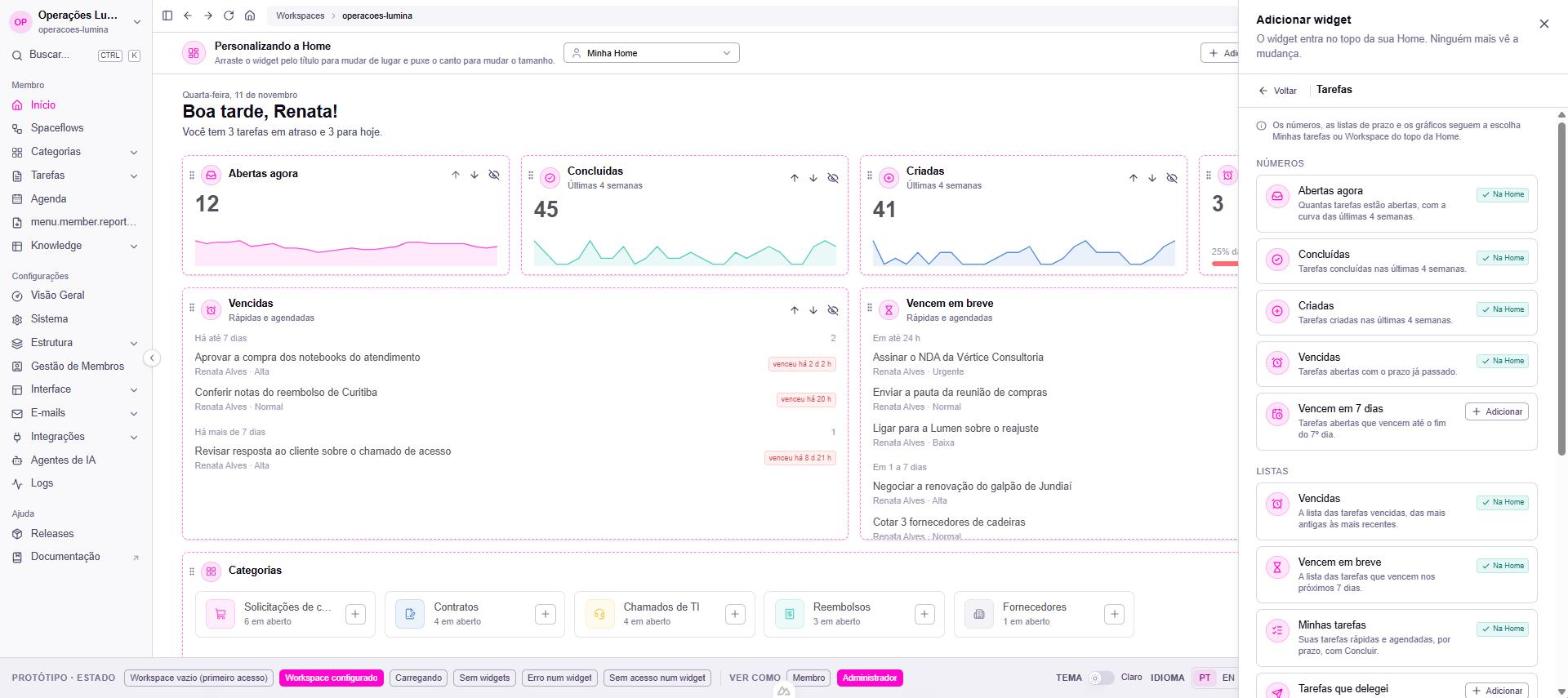 OP
Operações Lu...
operacoes-lumina
Buscar...
CTRL
K
Membro
Início
Spaceflows
Categorias
Tarefas
Agenda
menu.member.report...
Knowledge
Configurações
Visão Geral
Sistema
Estrutura
Gestão de Membros
Interface
E-mails
Integrações
Agentes de IA
Logs
Ajuda
Releases
Documentação
Workspaces
operacoes-lumina
Personalizando a Home
Arraste o widget pelo título para mudar de lugar e puxe o canto para mudar o tamanho.
Minha Home
Quarta-feira, 11 de novembro
Boa tarde, Renata!
Você tem 3 tarefas em atraso e 3 para hoje.
Abertas agora
12
Concluídas
Últimas 4 semanas
45
Criadas
Últimas 4 semanas
41
3
25% d
Vencidas
Rápidas e agendadas
Há até 7 dias
2
Aprovar a compra dos notebooks do atendimento
Renata Alves · Alta
venceu há 2 d 2 h
Conferir notas do reembolso de Curitiba
Renata Alves · Normal
venceu há 20 h
Há mais de 7 dias
1
Revisar resposta ao cliente sobre o chamado de acesso
Renata Alves · Alta
venceu há 8 d 21 h
Vencem em breve
Rápidas e agendadas
Em até 24 h
Assinar o NDA da Vértice Consultoria
Renata Alves · Urgente
Enviar a pauta da reunião de compras
Renata Alves · Normal
Ligar para a Lumen sobre o reajuste
Renata Alves · Baixa
Em 1 a 7 dias
Negociar a renovação do galpão de Jundiaí
Renata Alves · Alta
Cotar 3 fornecedores de cadeiras
Renata Alves · Normal
Categorias
Solicitações de c...
6 em aberto
Contratos
4 em aberto
Chamados de TI
4 em aberto
Reembolsos
3 em aberto
Fornecedores
1 em aberto
Adicionar widget
O widget entra no topo da sua Home. Ninguém mais vê a
mudança.
Voltar
Tarefas
Os números, as listas de prazo e os gráficos seguem a escolha
Minhas tarefas ou Workspace do topo da Home.
NÚMEROS
Abertas agora
Quantas tarefas estão abertas, com a
curva das últimas 4 semanas.
Na Home
Concluídas
Tarefas concluídas nas últimas 4 semanas.
Na Home
Criadas
Tarefas criadas nas últimas 4 semanas.
Na Home
Vencidas
Tarefas abertas com o prazo já passado.
Na Home
Vencem em 7 dias
Tarefas abertas que vencem até o fim
do 7º dia
Adicionar
LISTAS
Vencidas
A lista das tarefas vencidas, das mais
antigas às mais recentes.
Na Home
Vencem em breve
A lista das tarefas que vencem nos
próximos 7 dias.
Na Home
Minhas tarefas
Suas tarefas rápidas e agendadas, por
prazo, com Concluir.
Na Home
Tarefas que delegei
Adicionar
PROTÓTIPO · ESTADO
Workspace vazio (primeiro acesso)
Workspace configurado
Carregando
Sem widgets
Erro num widget
Sem acesso num widget
VER COMO
Membro
Administrador
TEMA
Claro
IDIOMA
PT
EN